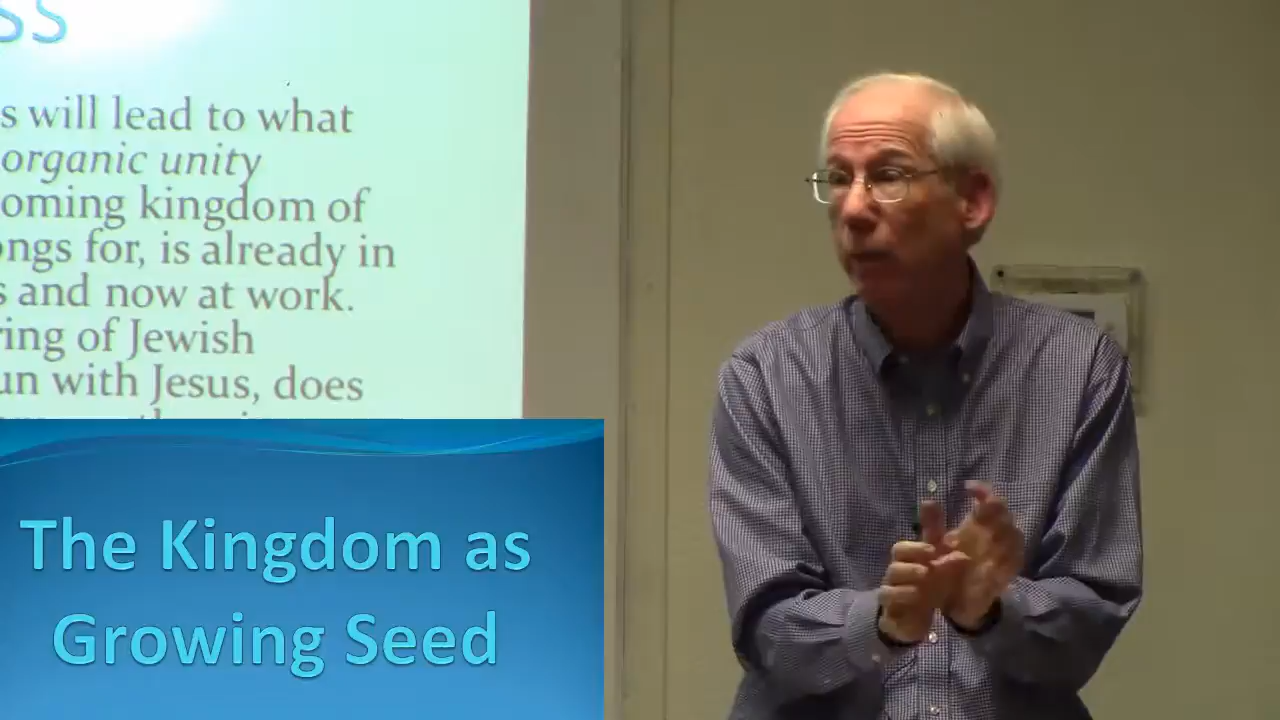 ss
s will lead to what
organic unity
oming kingdom of
ongs for, is already in
s and now at work.
ring of Jewish
un with Jesus, does
The Kingdom as
Growing Seed